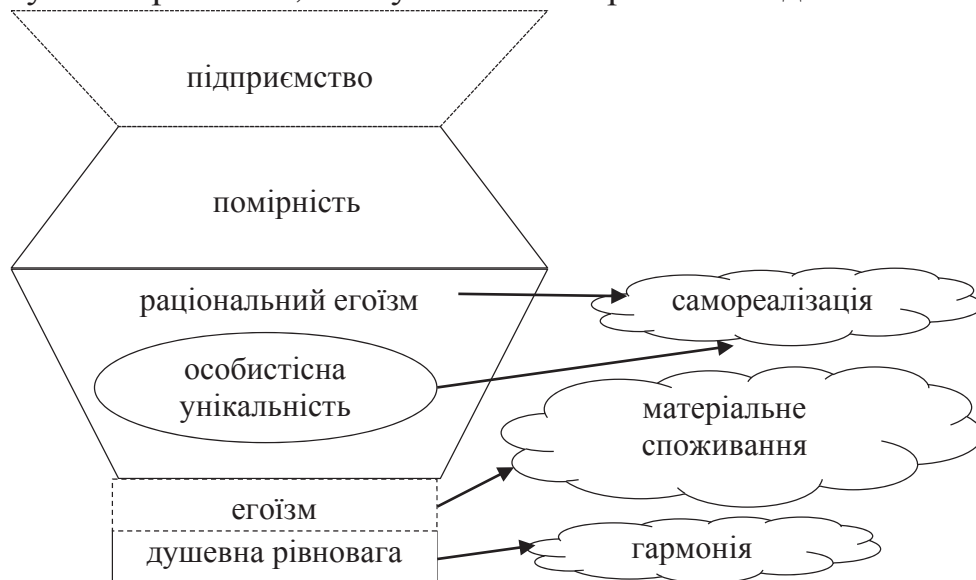 підприємство
помірність
раціональний егоїзм
самореалізація
особистісна
унікальність
матеріальне
споживання
егоїзм
душевна рівновага
гармонія